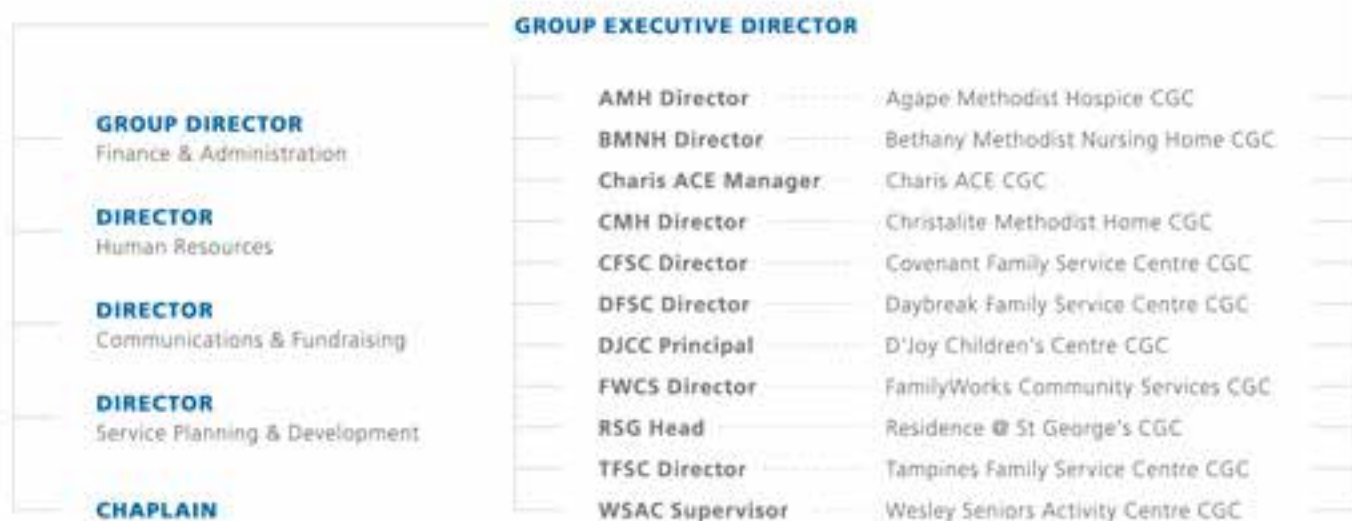 GROUP EXECUTIVE DIRECTOR
GROUP DIRECTOR
Finance & Administration
DIRECTOR
Human Resources
DIRECTOR
Communications & Fundraising
DIRECTOR
Service Planning & Development
CHAPLAIN
AMH Director Agape Methodist Hospice CGC
BMNH Director Bethany Methodist Nursing Home CGC
Charis ACE Manager Charis ACE CGC
CMH Director Christalite Methodist Home CGC
CFSC Director Covenant Family Service Centre CGC
DFSC Director Daybreak Family Service Centre CGC
DJCC Principal D'Joy Children's Centre CGC
FWCS Director FamilyWorks Community Services CGC
RSG Head Residence @ St George's CGC
TFSC Director Tampines Family Service Centre CGC
WSAC Supervisor Wesley Seniors Activity Centre CGC